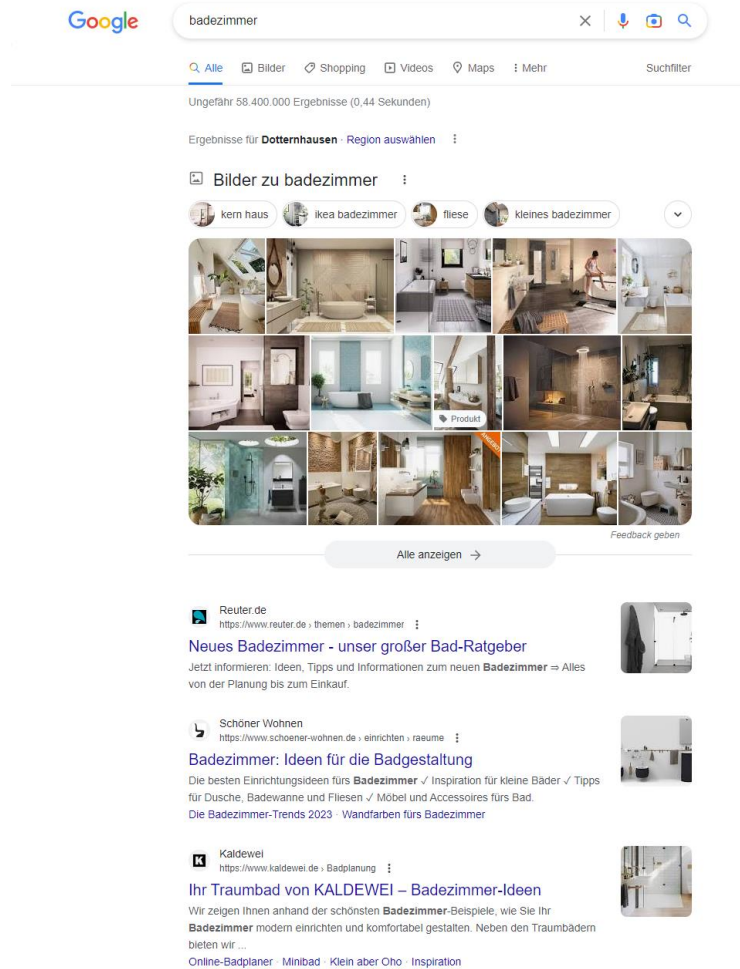 Google
badezimmer
Alle Bilder Shopping Videos Maps Mehr Suchfilter
Ungefähr 58.400.000 Ergebnisse (0,44 Sekunden)
Ergebnisse für Dotternhausen · Region auswählen
Bilder zu badezimmer
kern haus ikea badezimmer fliese kleines badezimmer
Produkt
ANGEBOT
Feedback geben
Alle anzeigen →
Reuter.de
https://www.reuter.de › themen › badezimmer
Neues Badezimmer - unser großer Bad-Ratgeber
Jetzt informieren: Ideen, Tipps und Informationen zum neuen Badezimmer ⇒ Alles
von der Planung bis zum Einkauf.
Schöner Wohnen
https://www.schoener-wohnen.de › einrichten › raeume
Badezimmer: Ideen für die Badgestaltung
Die besten Einrichtungsideen fürs Badezimmer ✓ Inspiration für kleine Bäder ✓ Tipps
für Dusche, Badewanne und Fliesen ✓ Möbel und Accessoires fürs Bad.
Die Badezimmer-Trends 2023 · Wandfarben fürs Badezimmer
Kaldewei
https://www.kaldewei.de › Badplanung
Ihr Traumbad von KALDEWEI – Badezimmer-Ideen
Wir zeigen Ihnen anhand der schönsten Badezimmer-Beispiele, wie Sie Ihr
Badezimmer modern einrichten und komfortabel gestalten. Neben den Traumbädern
bieten wir ...
Online-Badplaner · Minibad · Klein aber Oho · Inspiration